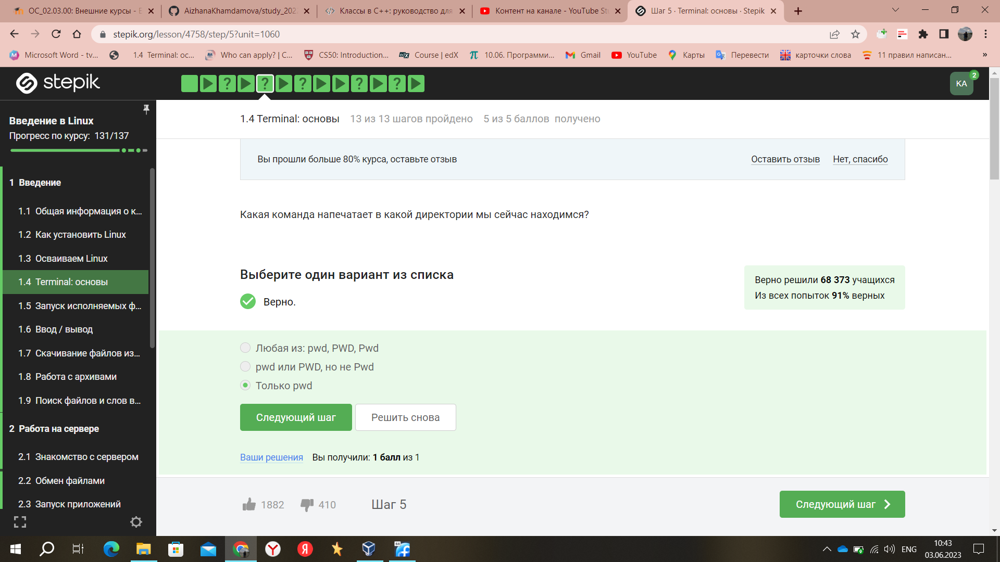 ОС_02.03.00: Внешние курсы - Е
AizhanaKhamdamova/study_202
Классы в C++: руководство для
Контент на канале - YouTube St
Шаг 5 · Terminal: основы · Stepik
stepik.org/lesson/4758/step/5?unit=1060
Microsoft Word - tv...
1.4 Terminal: ос...
Who can apply? | C...
CS50: Introduction...
edX
Course | edX
10.06. Программи...
Gmail
YouTube
Карты
Перевести
карточки слова
11 правил написан...
»
stepik
? ? ? ? ?
KA
2
Введение в Linux
Прогресс по курсу: 131/137
1 Введение
1.1 Общая информация о к...
1.2 Как установить Linux
1.3 Осваиваем Linux
1.4 Terminal: основы
1.5 Запуск исполняемых ф...
1.6 Ввод / вывод
1.7 Скачивание файлов из...
1.8 Работа с архивами
1.9 Поиск файлов и слов в...
2 Работа на сервере
2.1 Знакомство с сервером
2.2 Обмен файлами
2.3 Запуск приложений
1.4 Terminal: основы 13 из 13 шагов пройдено 5 из 5 баллов получено
Вы прошли больше 80% курса, оставьте отзыв
Оставить отзыв
Нет, спасибо
Какая команда напечатает в какой директории мы сейчас находимся?
Выберите один вариант из списка
Верно.
Верно решили 68 373 учащихся
Из всех попыток 91% верных
Любая из: pwd, PWD, Pwd
pwd или PWD, но не Pwd
Только pwd
Следующий шаг
Решить снова
Ваши решения Вы получили: 1 балл из 1
1882
410
Шаг 5
Следующий шаг
Y
Я
64
ENG
10:43
03.06.2023